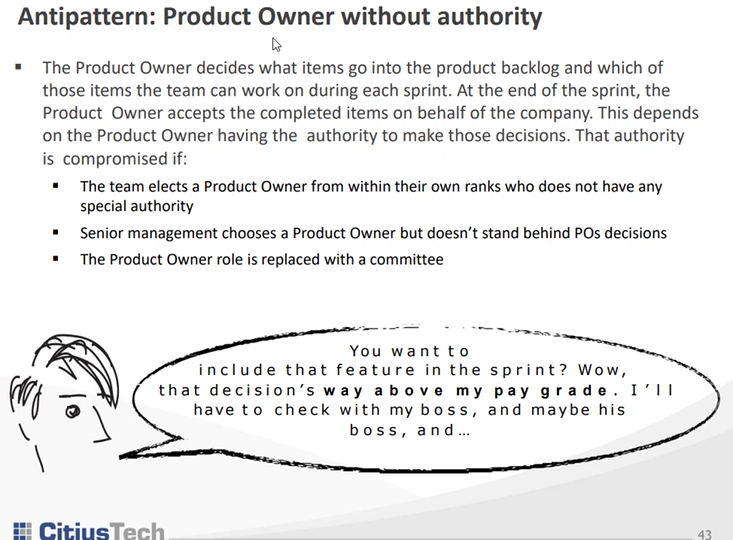 Antipattern: Product Owner without authority
The Product Owner decides what items go into the product backlog and which of
those items the team can work on during each sprint. At the end of the sprint, the
Product Owner accepts the completed items on behalf of the company. This depends
on the Product Owner having the authority to make those decisions. That authority
is compromised if:
The team elects a Product Owner from within their own ranks who does not have any
special authority
Senior management chooses a Product Owner but doesn't stand behind POs decisions
The Product Owner role is replaced with a committee
You want to
include that feature in the sprint? Wow,
that decision's way above my pay grade. I'll
have to check with my boss, and maybe his
boss, and...
CitiusTech
43